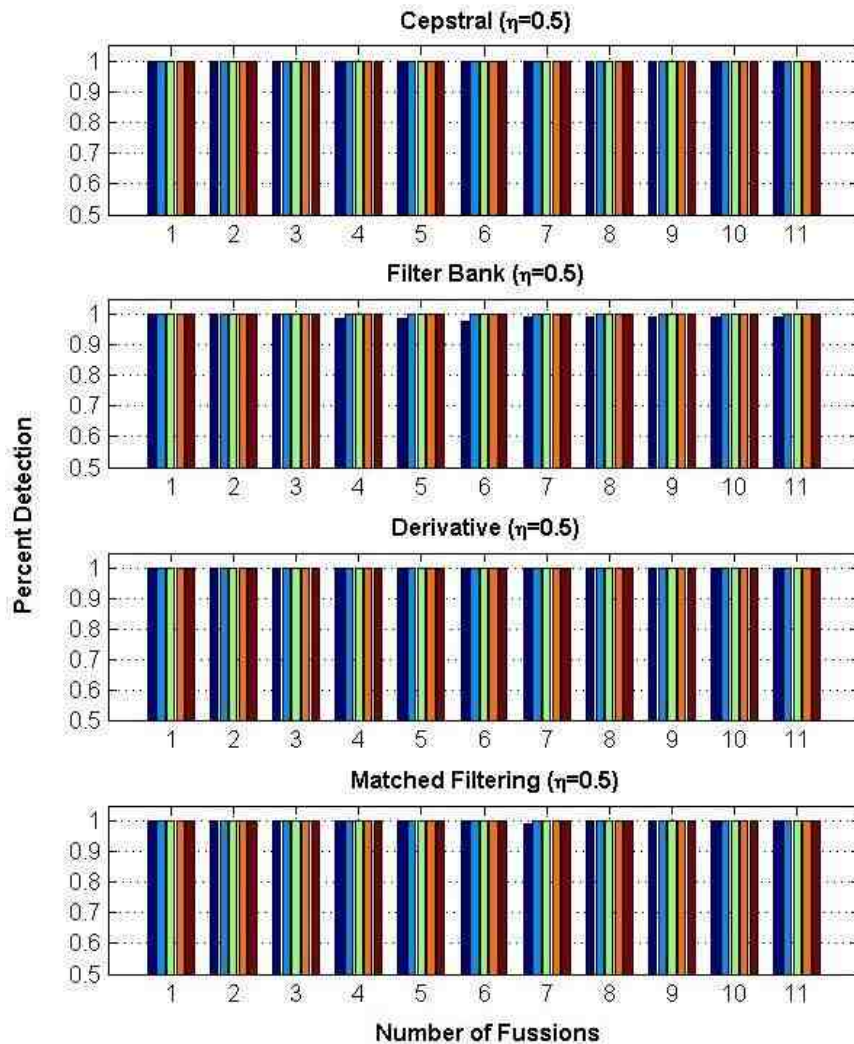 Cepstral (η=0.5)
1
0.9
0.8
0.7
0.6
0.5
1 2 3 4 5 6 7 8 9 10 11
Filter Bank (η=0.5)
1
0.9
0.8
0.7
0.6
0.5
1 2 3 4 5 6 7 8 9 10 11
Percent Detection
Derivative (η=0.5)
1
0.9
0.8
0.7
0.6
0.5
1 2 3 4 5 6 7 8 9 10 11
Matched Filtering (η=0.5)
1
0.9
0.8
0.7
0.6
0.5
1 2 3 4 5 6 7 8 9 10 11
Number of Fussions